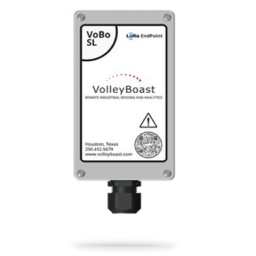 VoBo
SL
LoRa EndPoint
VolleyBoast
REMOTE INDUSTRIAL SENSING AND ANALYTICS
Houston, Texas
www.volleyboast.com